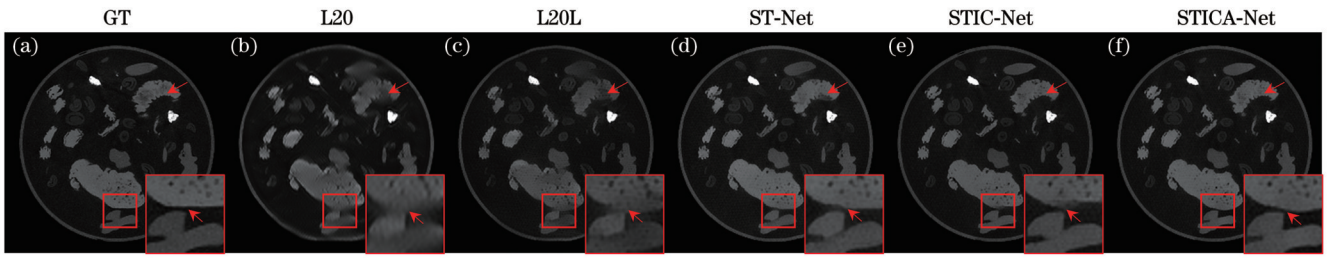 GT L20 L20L ST-Net STIC-Net STICA-Net
(a) (b) (c) (d) (e) (f)